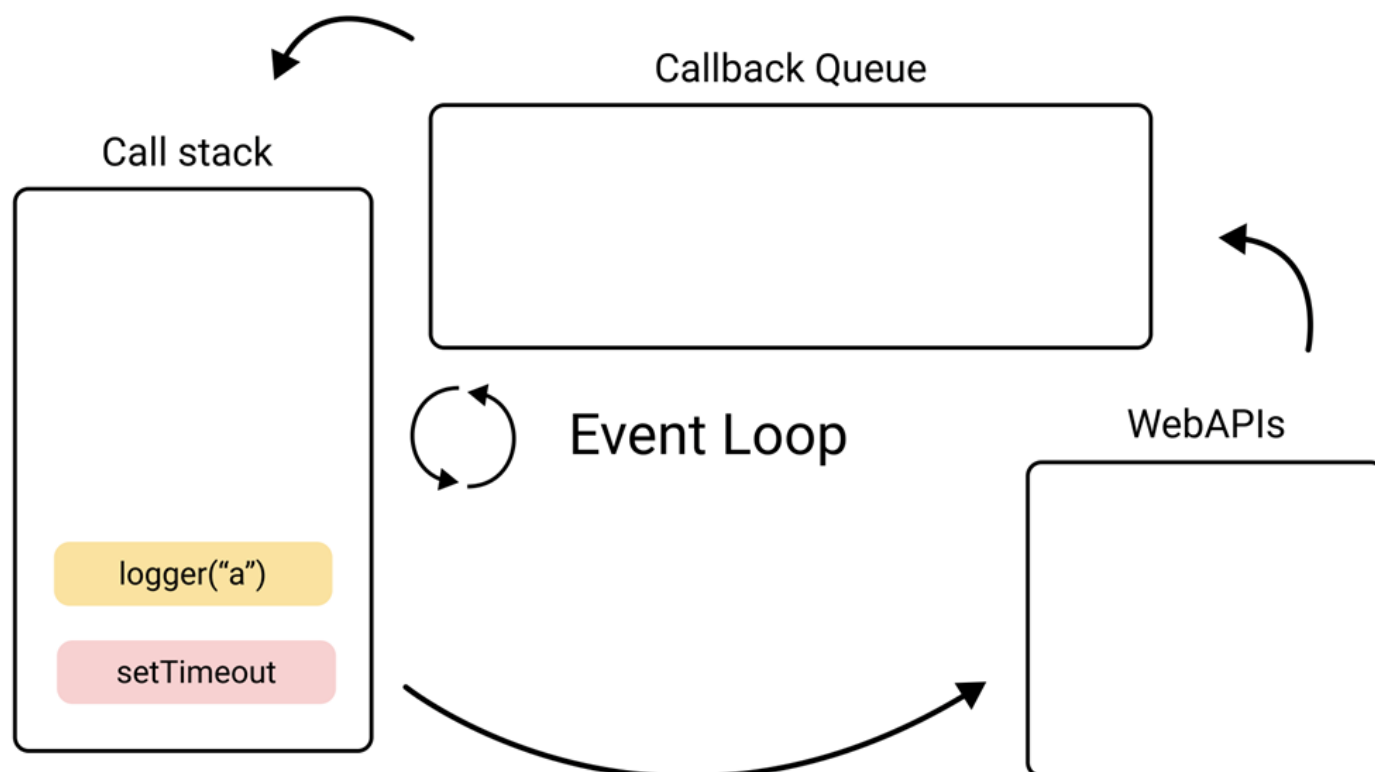 Callback Queue
Call stack
Event Loop
WebAPIs
logger(“a”)
setTimeout